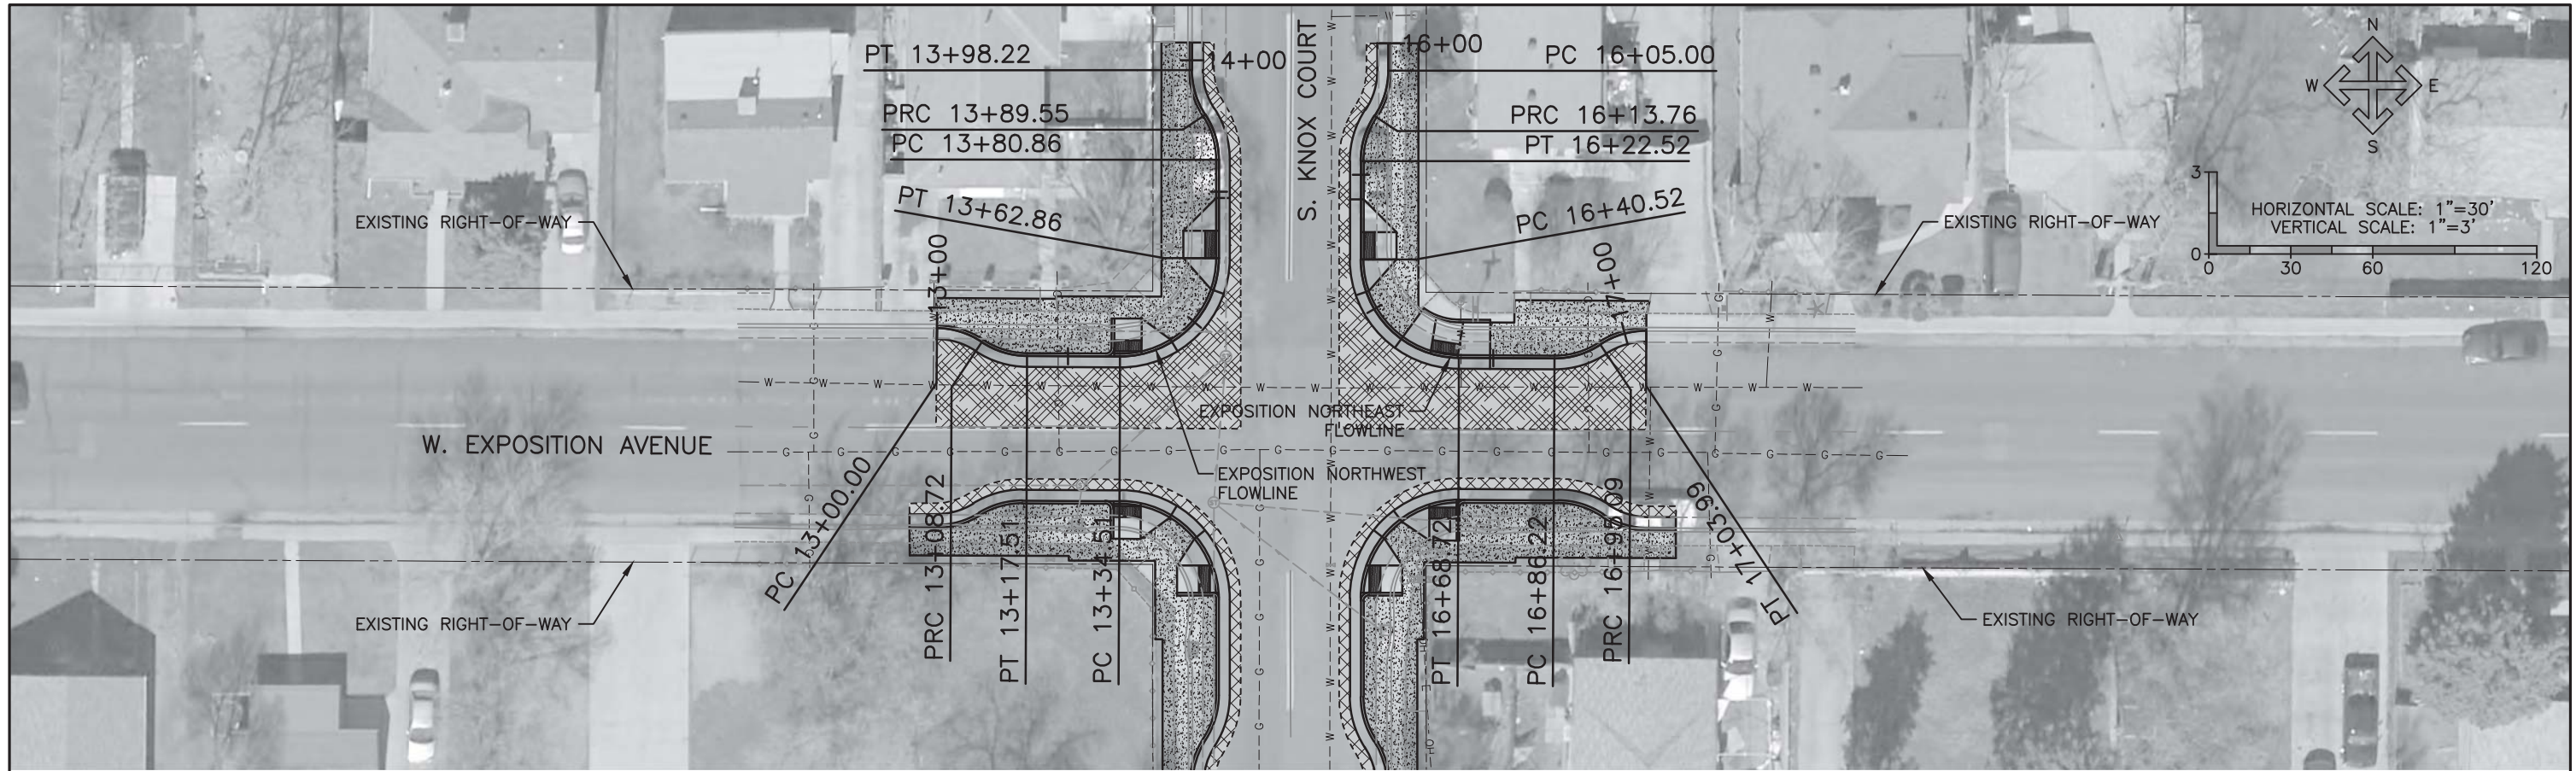 PT 13+98.22
14+00
S. KNOX COURT
16+00
PC 16+05.00
N
W E
S
PRC 13+89.55
PC 13+80.86
PRC 16+13.76
PT 16+22.52
PT 13+62.86
PC 16+40.52
EXISTING RIGHT-OF-WAY
EXISTING RIGHT-OF-WAY
3
0
HORIZONTAL SCALE: 1"=30'
VERTICAL SCALE: 1"=3'
0 30 60 120
13+00
17+00
W. EXPOSITION AVENUE
EXPOSITION NORTHEAST
FLOWLINE
EXPOSITION NORTHWEST
FLOWLINE
PC 13+00.00
PRC 13+08.72
PT 13+17.51
PC 13+34.51
PT 16+68.72
PC 16+86.22
PRC 16+95.09
PT 17+03.99
EXISTING RIGHT-OF-WAY
EXISTING RIGHT-OF-WAY